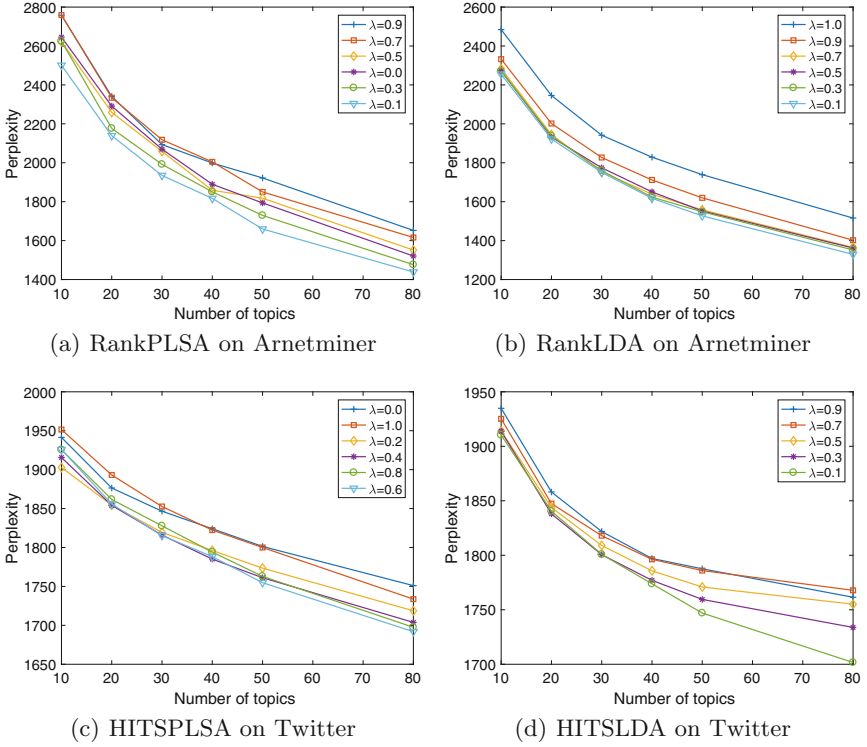 2800
2600
2400
2200
2000
1800
1600
1400
Perplexity
10 20 30 40 50 60 70 80
Number of topics
λ=0.9
λ=0.7
λ=0.5
λ=0.0
λ=0.3
λ=0.1
(a) RankPLSA on Arnetminer
2600
2400
2200
2000
1800
1600
1400
1200
Perplexity
10 20 30 40 50 60 70 80
Number of topics
λ=1.0
λ=0.9
λ=0.7
λ=0.5
λ=0.3
λ=0.1
(b) RankLDA on Arnetminer
2000
1950
1900
1850
1800
1750
1700
1650
Perplexity
10 20 30 40 50 60 70 80
Number of topics
λ=0.0
λ=1.0
λ=0.2
λ=0.4
λ=0.8
λ=0.6
(c) HITSPLSA on Twitter
1950
1900
1850
1800
1750
1700
Perplexity
10 20 30 40 50 60 70 80
Number of topics
λ=0.9
λ=0.7
λ=0.5
λ=0.3
λ=0.1
(d) HITSLDA on Twitter